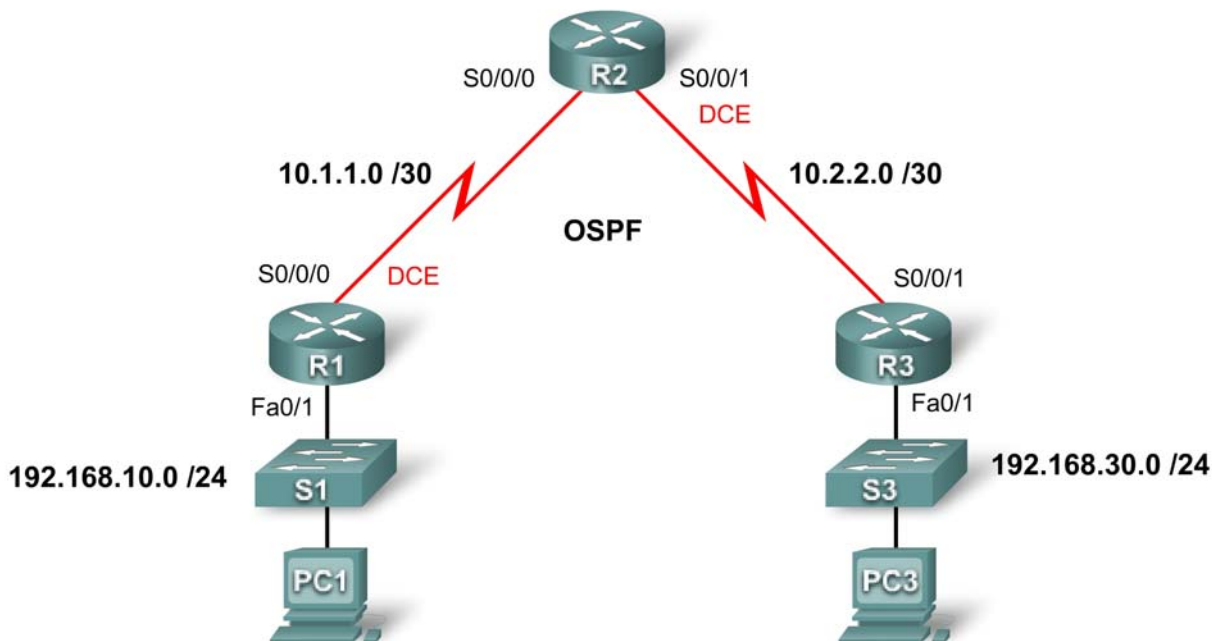 R2
S0/0/0
S0/0/1
DCE
10.1.1.0 /30
10.2.2.0 /30
OSPF
S0/0/0
DCE
S0/0/1
R1
R3
Fa0/1
Fa0/1
192.168.10.0 /24
S1
S3
192.168.30.0 /24
PC1
PC3